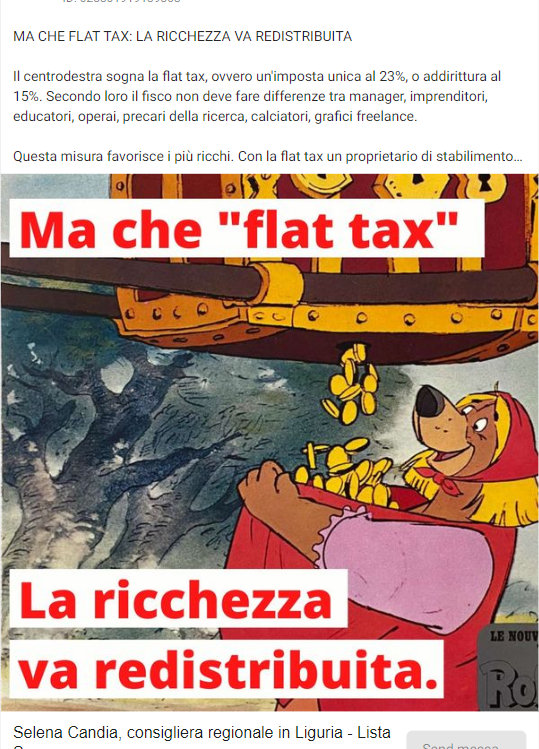 MA CHE FLAT TAX: LA RICCHEZZA VA REDISTRIBUITA
Il centrodestra sogna la flat tax, ovvero un'imposta unica al 23%, o addirittura al
15%. Secondo loro il fisco non deve fare differenze tra manager, imprenditori,
educatori, operai, precari della ricerca, calciatori, grafici freelance.
Questa misura favorisce i più ricchi. Con la flat tax un proprietario di stabilimento...
Ma che "flat tax"
La ricchezza
va redistribuita.
LE NOUV
Ro
Selena Candia, consigliera regionale in Liguria - Lista